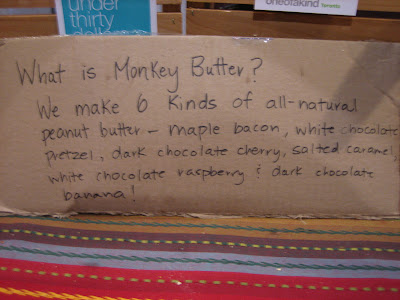 under
thirty
oneofakind toronto
What is Monkey Butter?
We make 6 kinds of all-natural
peanut butter - maple bacon, white chocolate
pretzel, dark chocolate cherry, salted caramel,
white chocolate raspberry & dark chocolate
banana!